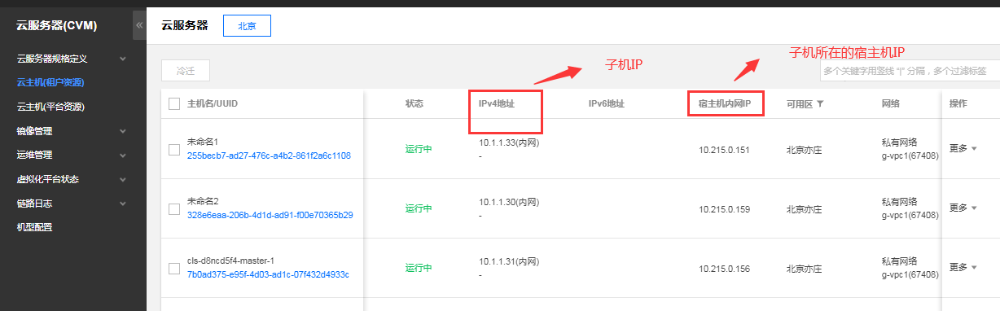 云服务器(CVM)
«
云服务器
北京
云服务器规格定义
云主机(租户资源)
云主机(平台资源)
镜像管理
运维管理
虚拟化平台状态
链路日志
机型配置
冷迁
子机IP
子机所在的宿主机IP
多个关键字用竖线 "|" 分隔，多个过滤标签
主机名/UUID 状态 IPv4地址 IPv6地址 宿主机内网IP 可用区 网络 操作
未命名1
255becb7-ad27-476c-a4b2-861f2a6c1108
运行中
10.1.1.33(内网)
-
10.215.0.151
北京亦庄
私有网络
g-vpc1(67408)
更多
未命名2
328e6eaa-206b-4d1d-ad91-f00e70365b29
运行中
10.1.1.30(内网)
-
10.215.0.159
北京亦庄
私有网络
g-vpc1(67408)
更多
cls-d8ncd5f4-master-1
7b0ad375-e95f-4d03-ad1c-07f432d4933c
运行中
10.1.1.31(内网)
-
10.215.0.156
北京亦庄
私有网络
g-vpc1(67408)
更多